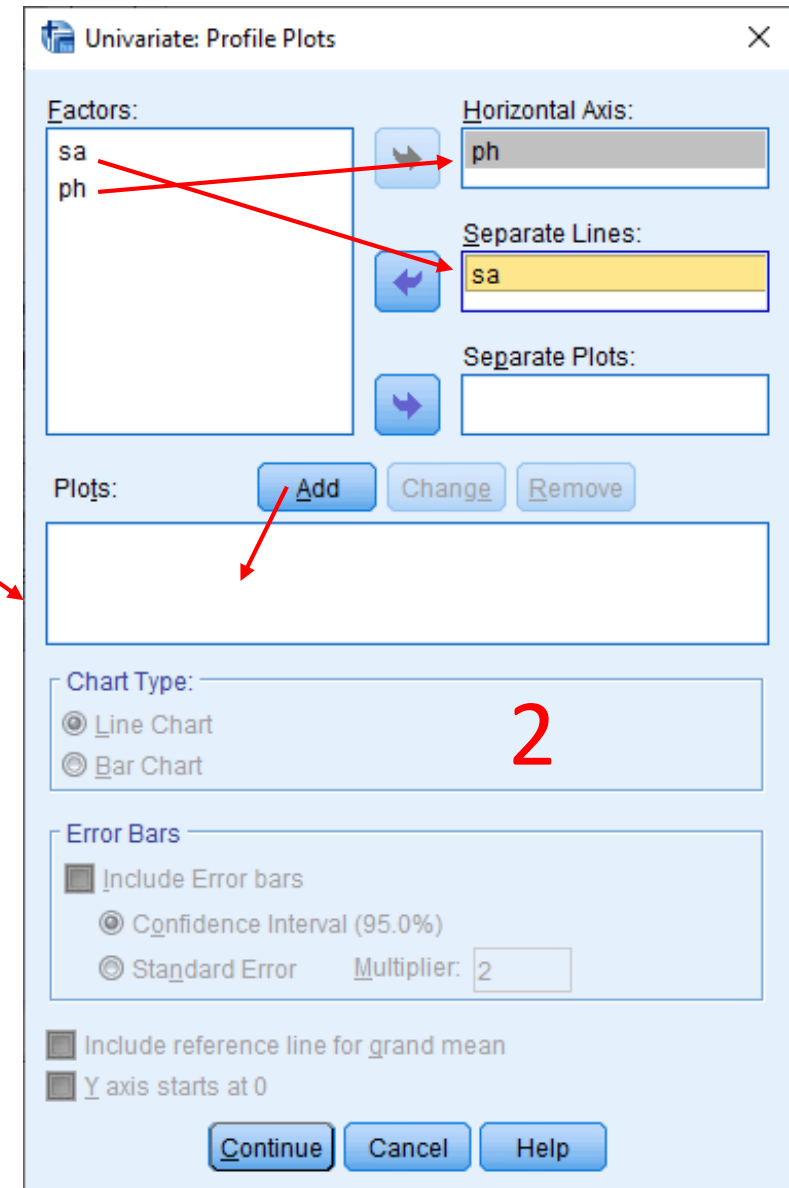 Univariate: Profile Plots
Factors:
sa
ph
Horizontal Axis:
ph
Separate Lines:
sa
Separate Plots:
Plots:
Add
Change
Remove
Chart Type:
Line Chart
Bar Chart
2
Error Bars
Include Error bars
Confidence Interval (95.0%)
Standard Error
Multiplier:
2
Include reference line for grand mean
Y axis starts at 0
Continue
Cancel
Help